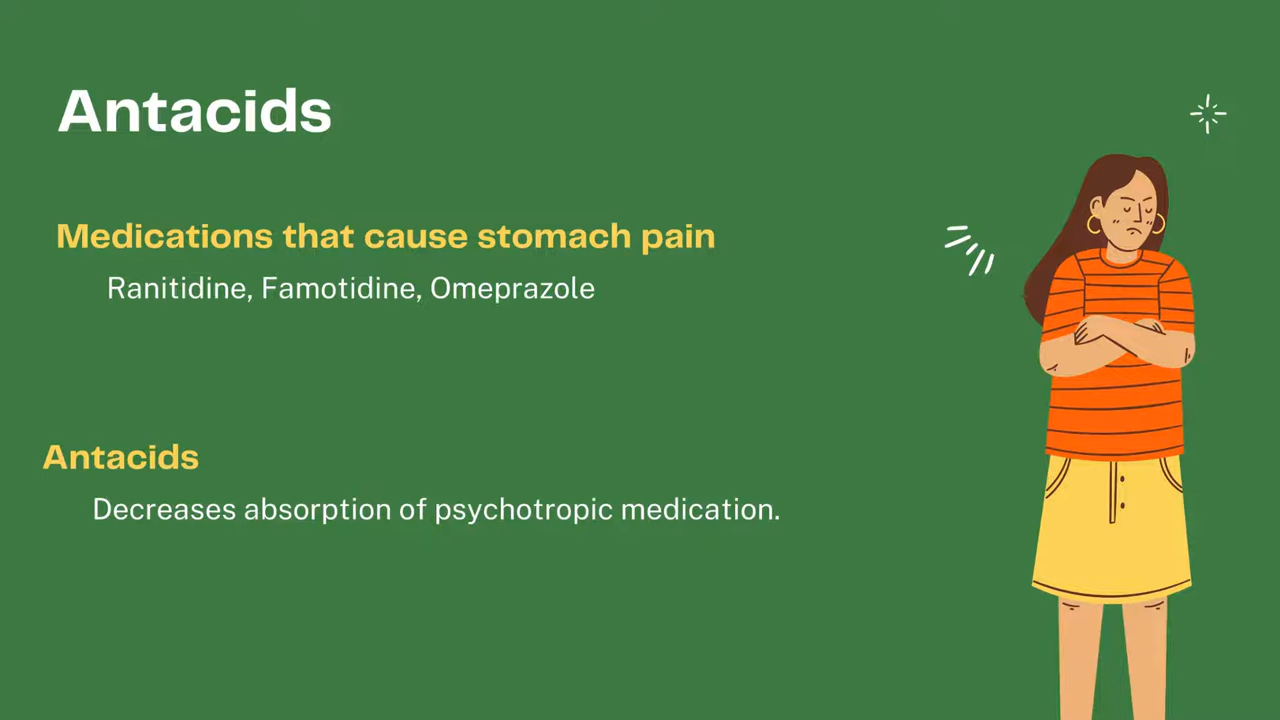 Antacids
Medications that cause stomach pain
Ranitidine, Famotidine, Omeprazole
Antacids
Decreases absorption of psychotropic medication.